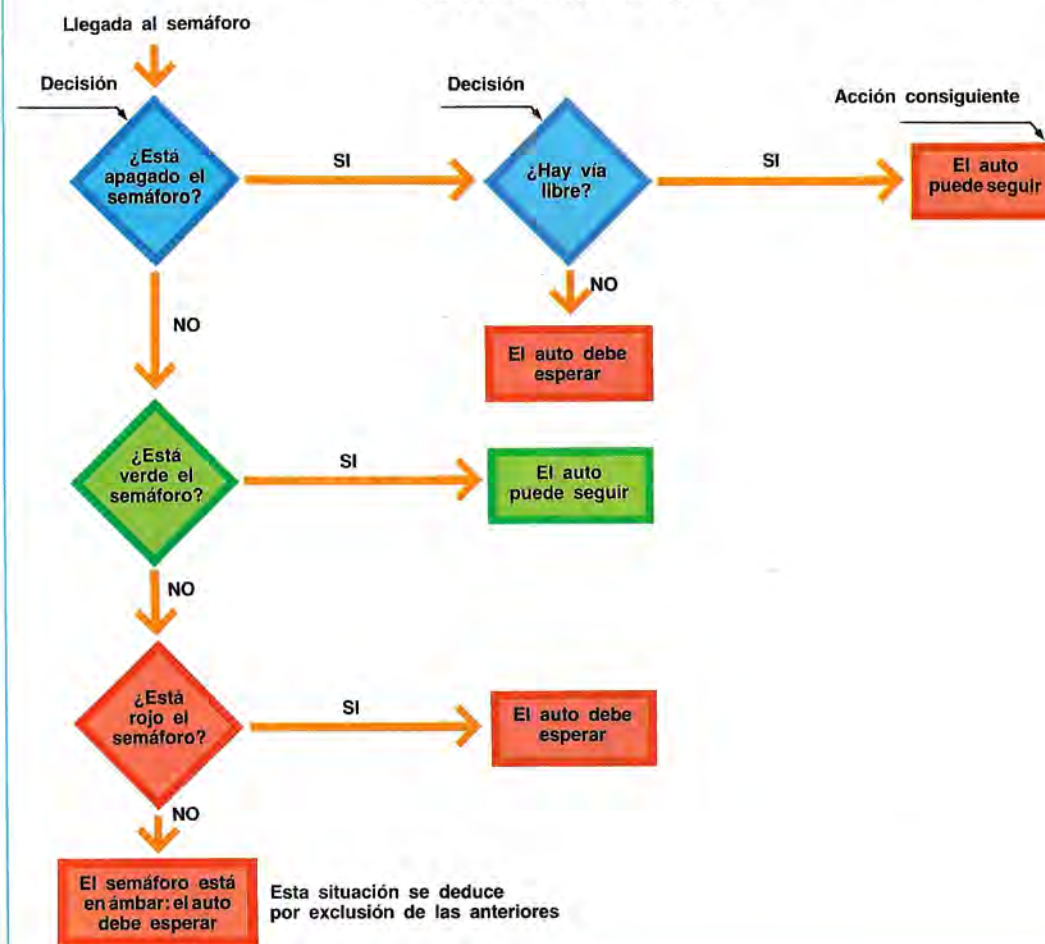 Llegada al semáforo
Decisión
¿Está
apagado el
semáforo?
SI
Decisión
¿Hay vía
libre?
SI
Acción consiguiente
El auto
puede seguir
NO
El auto debe
esperar
NO
¿Está
verde el
semáforo?
SI
El auto
puede seguir
NO
¿Está
rojo el
semáforo?
SI
El auto debe
esperar
NO
El semáforo está
en ámbar: el auto
debe esperar
Esta situación se deduce
por exclusión de las anteriores